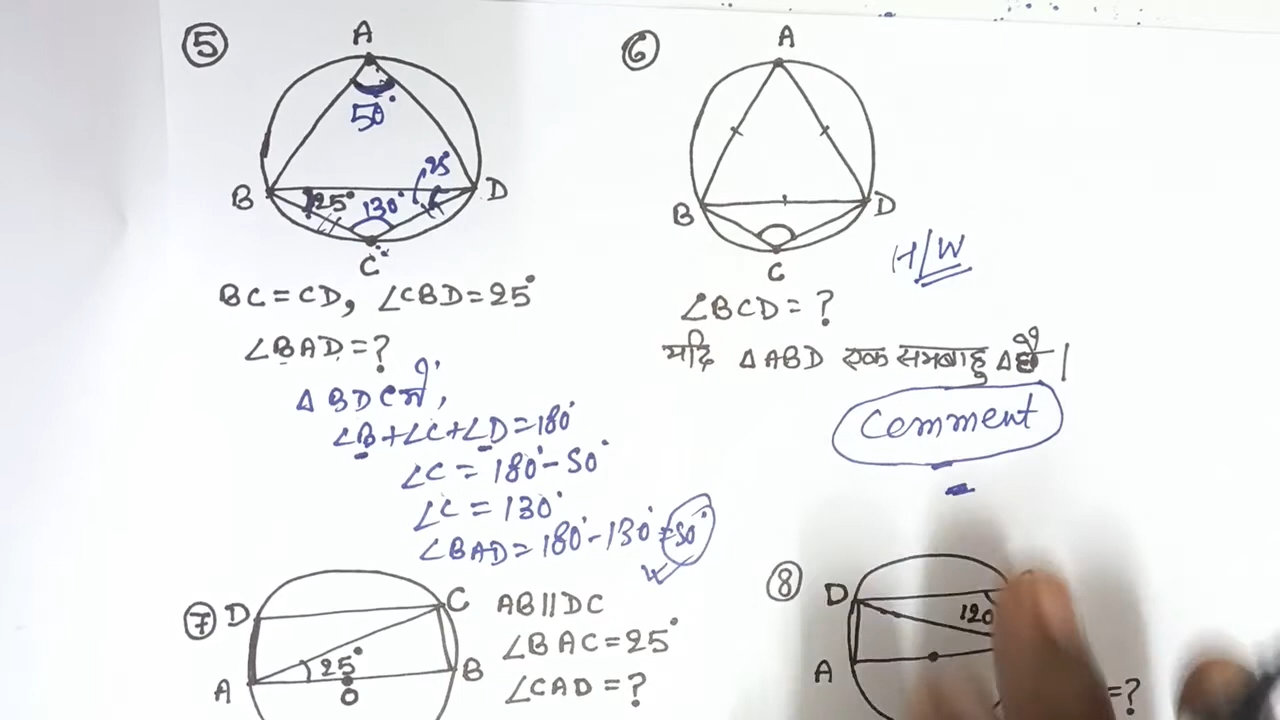 ⑤
A
50°
B
25°
130°
25°
D
C
BC = CD, ∠CBD = 25°
∠BAD = ?
△BDC में,
∠B + ∠C + ∠D = 180°
∠C = 180° - 50°
∠C = 130°
∠BAD = 180° - 130° = 50°
⑥
A
B
D
C
H/W
∠BCD = ?
यदि △ABD एक समबाहु △ है।
Comment
⑦
D
C
25°
A
O
B
AB || DC
∠BAC = 25°
∠CAD = ?
⑧
D
120
A
= ?